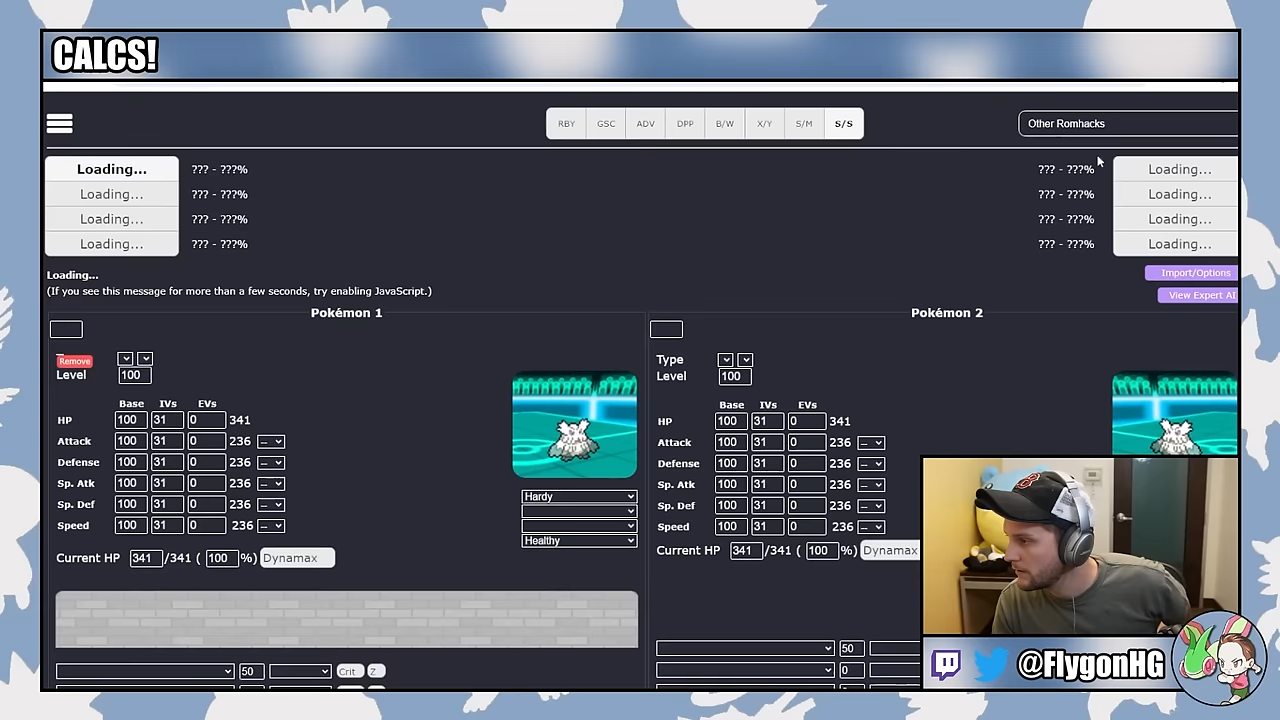 CALCS!
RBY GSC ADV DPP B/W X/Y S/M S/S
Other Romhacks
Loading... ??? - ???% ??? - ???% Loading...
Loading... ??? - ???% ??? - ???% Loading...
Loading... ??? - ???% ??? - ???% Loading...
Loading... ??? - ???% ??? - ???% Loading...
Loading...
Import/Options
(If you see this message for more than a few seconds, try enabling JavaScript.)
View Expert AI
Pokémon 1
Remove
Level 100
Base IVs EVs
HP 100 31 0 341
Attack 100 31 0 236 --
Defense 100 31 0 236 --
Sp. Atk 100 31 0 236 --
Sp. Def 100 31 0 236 --
Speed 100 31 0 236 --
Hardy
Healthy
Current HP 341 /341 ( 100 %) Dynamax
50 Crit Z
Pokémon 2
Type
Level 100
Base IVs EVs
HP 100 31 0 341
Attack 100 31 0 236 --
Defense 100 31 0 236 --
Sp. Atk 100 31 0 236 --
Sp. Def 100 31 0 236 --
Speed 100 31 0 236 --
Current HP 341 /341 ( 100 %) Dynamax
50
0
@FlygonHG